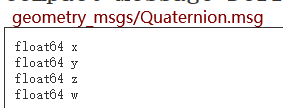 geometry_msgs/Quaternion.msg
float64 x
float64 y
float64 z
float64 w